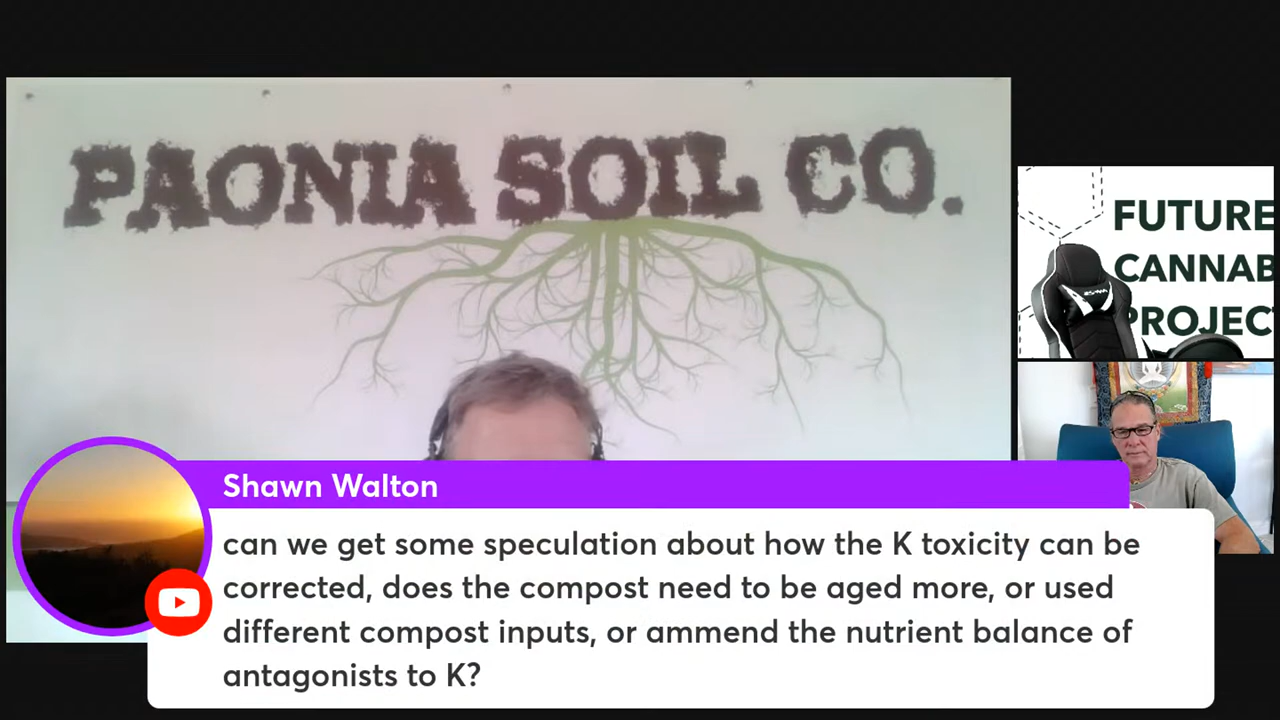 PAONIA SOIL CO.
FUTURE
CANNAB
PROJEC
Shawn Walton
can we get some speculation about how the K toxicity can be
corrected, does the compost need to be aged more, or used
different compost inputs, or ammend the nutrient balance of
antagonists to K?